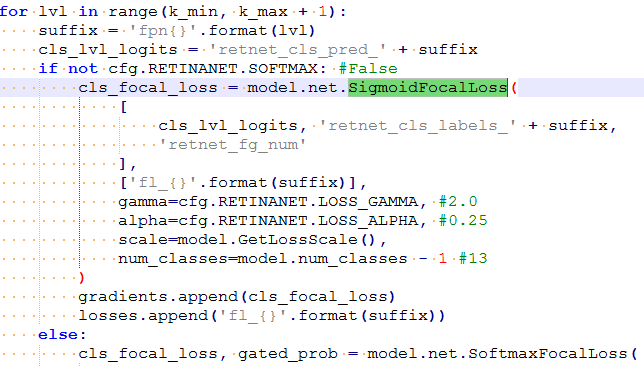 for lvl in range(k_min, k_max + 1):
    suffix = 'fpn{}'.format(lvl)
    cls_lvl_logits = 'retnet_cls_pred_' + suffix
    if not cfg.RETINANET.SOFTMAX: #False
        cls_focal_loss = model.net.SigmoidFocalLoss(
            [
                cls_lvl_logits, 'retnet_cls_labels_' + suffix,
                'retnet_fg_num'
            ],
            ['fl_{}'.format(suffix)],
            gamma=cfg.RETINANET.LOSS_GAMMA, #2.0
            alpha=cfg.RETINANET.LOSS_ALPHA, #0.25
            scale=model.GetLossScale(),
            num_classes=model.num_classes - 1 #13
        )
        gradients.append(cls_focal_loss)
        losses.append('fl_{}'.format(suffix))
    else:
        cls_focal_loss, gated_prob = model.net.SoftmaxFocalLoss(